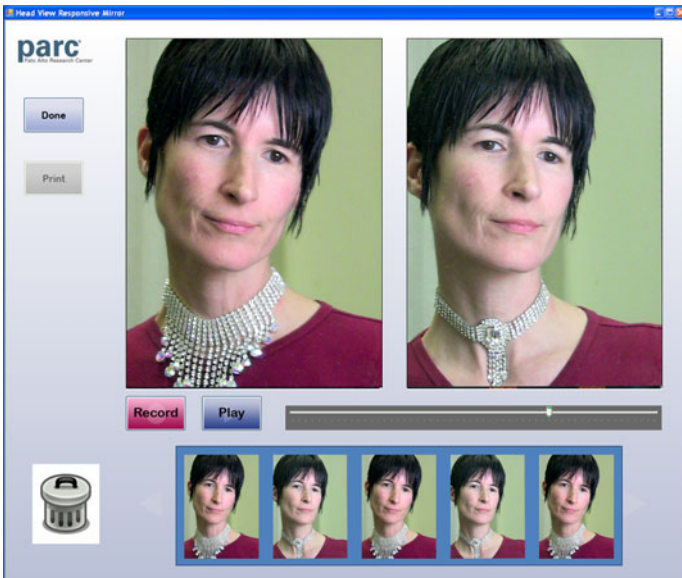 Head View Responsive Mirror
parc
Palo Alto Research Center
Done
Print
Record
Play